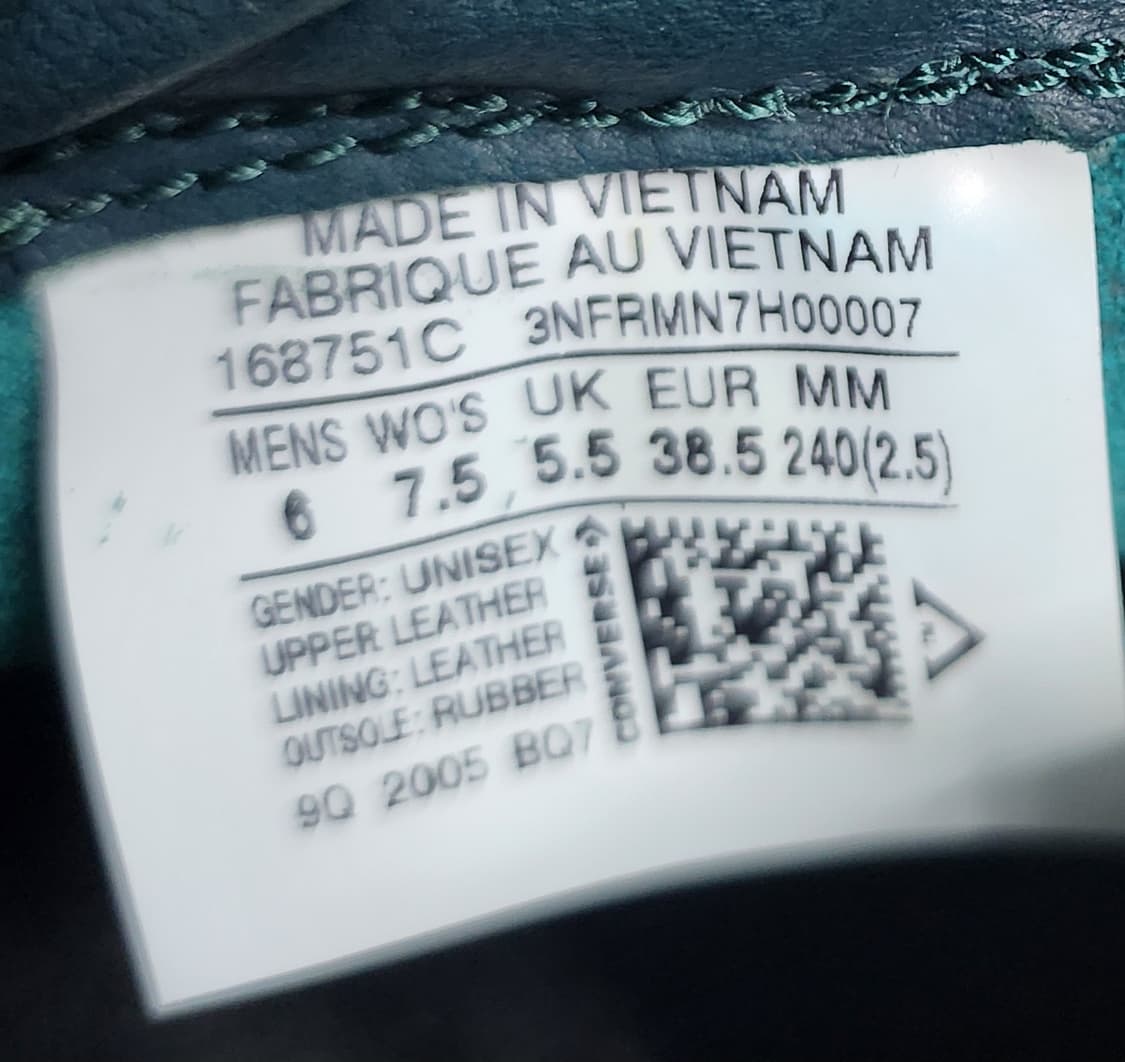 MADE IN VIETNAM
FABRIQUE AU VIETNAM
168751C 3NFRMN7H00007
MENS WO'S UK EUR MM
6 7.5 5.5 38.5 240(2.5)
GENDER: UNISEX
UPPER LEATHER
LINING: LEATHER
OUTSOLE: RUBBER
9Q 2005 BQ7
CONVERSE
TM